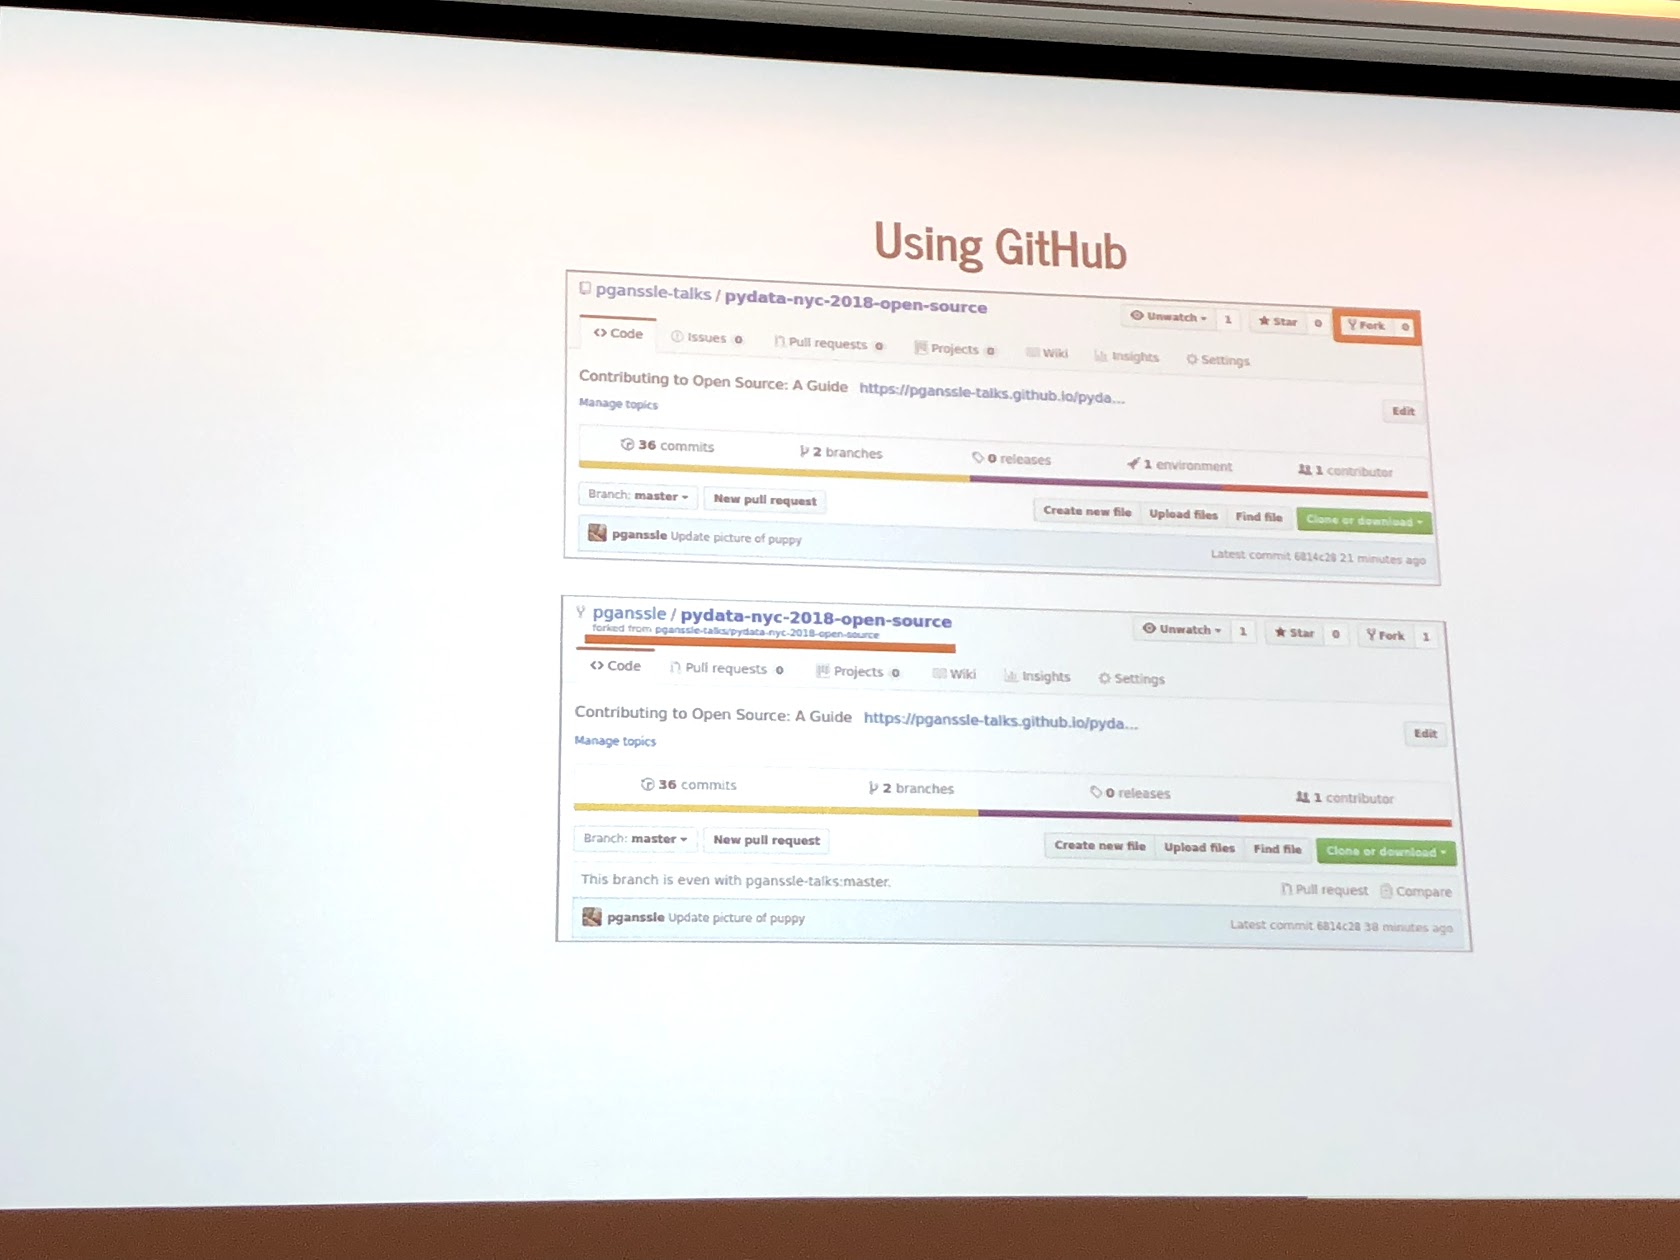 Using GitHub
pganssle-talks / pydata-nyc-2018-open-source
Unwatch 1 Star 0 Fork 0
Code Issues 0 Pull requests 0 Projects 0 Wiki Insights Settings
Contributing to Open Source: A Guide https://pganssle-talks.github.io/pyda...
Edit
Manage topics
36 commits 2 branches 0 releases 1 environment 1 contributor
Branch: master New pull request Create new file Upload files Find file Clone or download
pganssle Update picture of puppy Latest commit 6814c28 21 minutes ago
pganssle / pydata-nyc-2018-open-source
Unwatch 1 Star 0 Fork 1
forked from pganssle-talks/pydata-nyc-2018-open-source
Code Pull requests 0 Projects 0 Wiki Insights Settings
Contributing to Open Source: A Guide https://pganssle-talks.github.io/pyda...
Edit
Manage topics
36 commits 2 branches 0 releases 1 contributor
Branch: master New pull request Create new file Upload files Find file Clone or download
This branch is even with pganssle-talks:master. Pull request Compare
pganssle Update picture of puppy Latest commit 6814c28 38 minutes ago